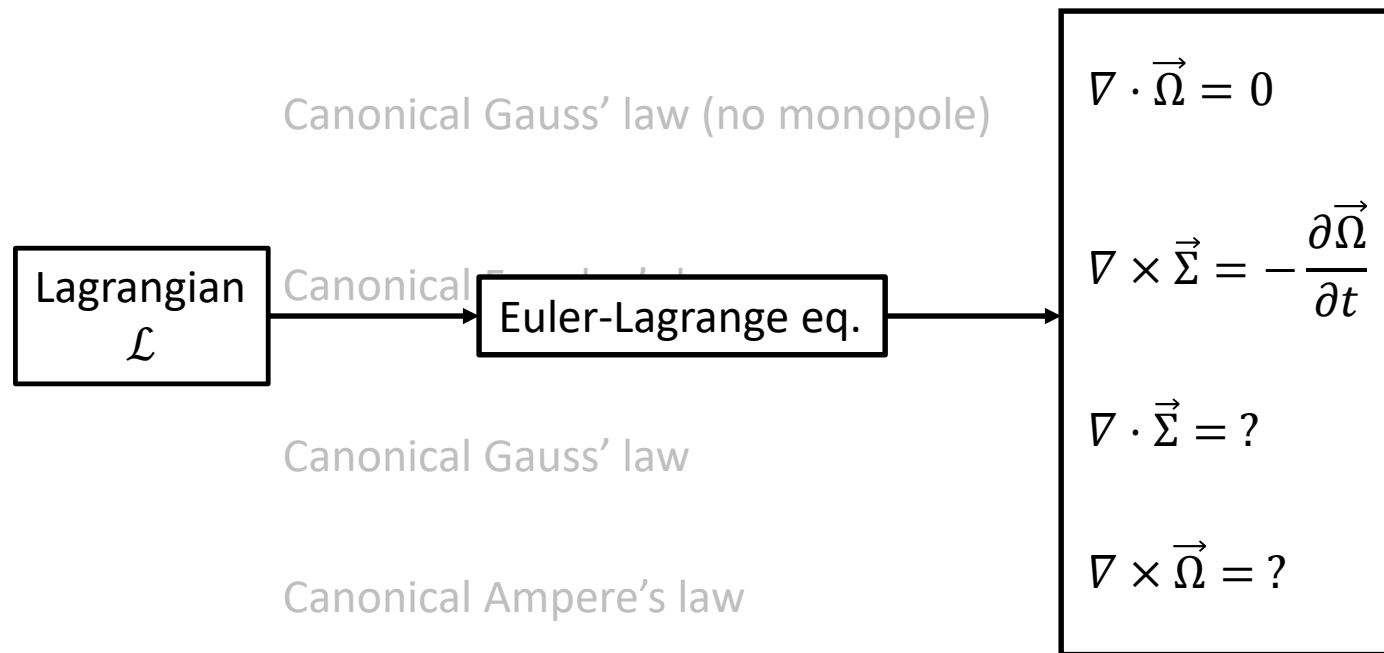 ∇ · Ω⃗ = 0
Canonical Gauss’ law (no monopole)
∇ × Σ⃗ = − ∂Ω⃗/∂t
Lagrangian
ℒ
Canonical
Euler-Lagrange eq.
∇ · Σ⃗ = ?
Canonical Gauss’ law
∇ × Ω⃗ = ?
Canonical Ampere’s law